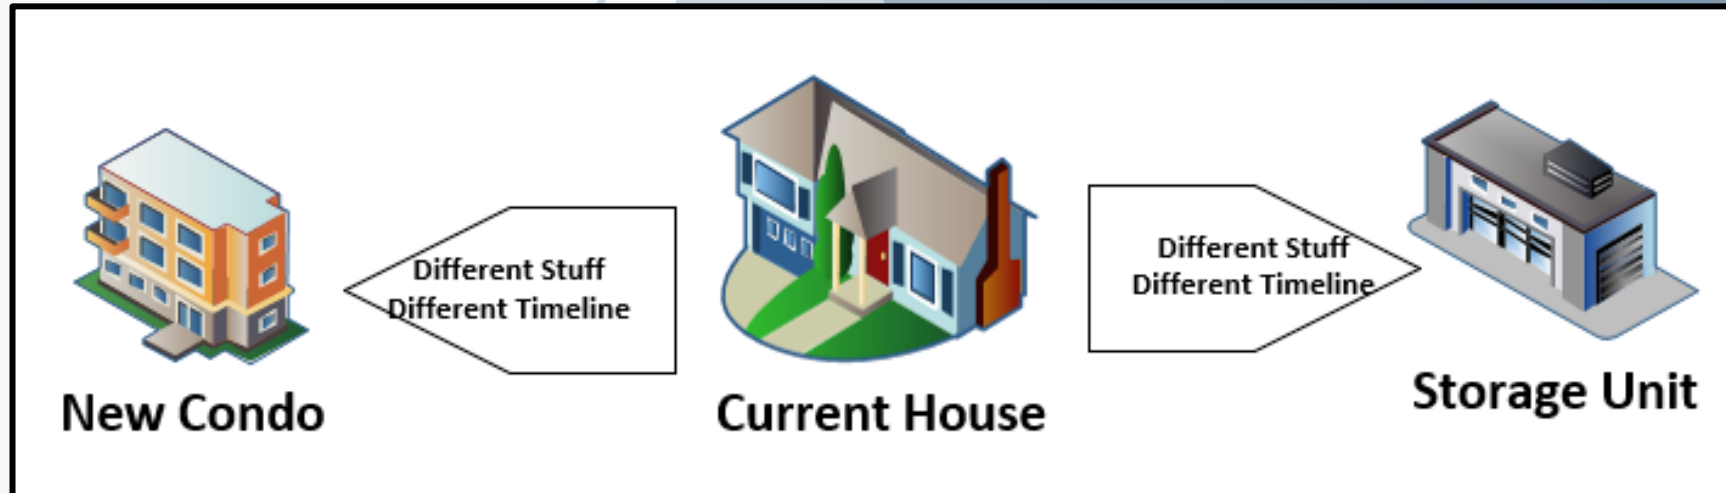 Different Stuff
Different Timeline
Different Stuff
Different Timeline
New Condo
Current House
Storage Unit